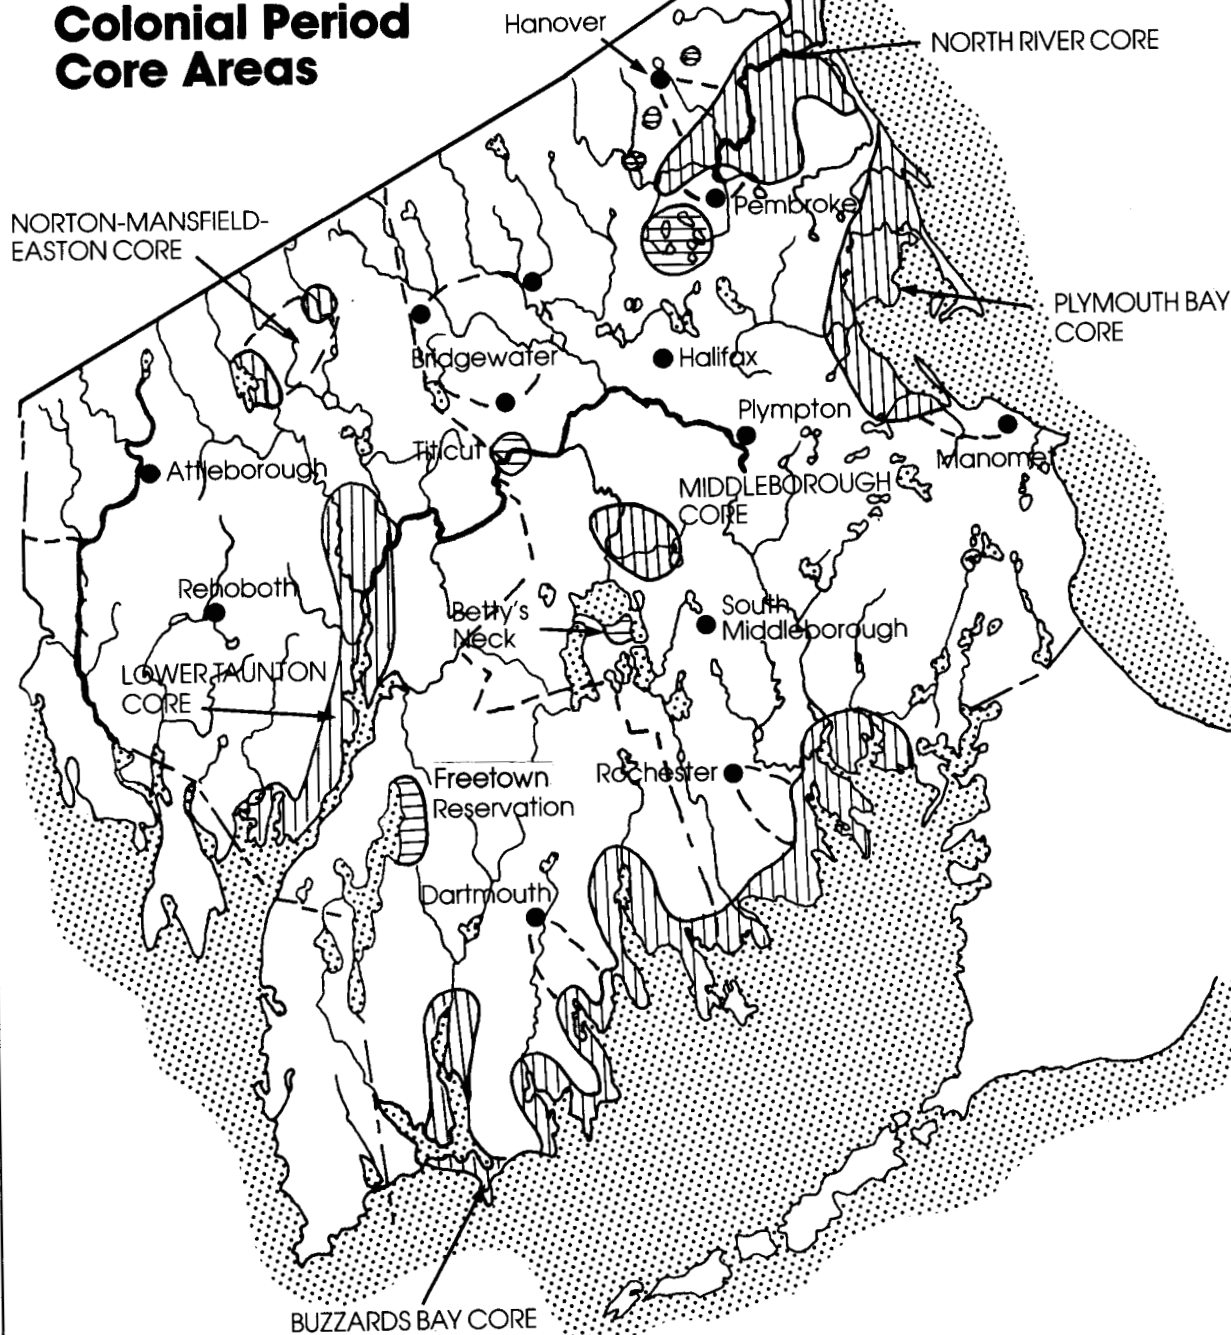 Colonial Period
Core Areas
Hanover
NORTH RIVER CORE
Pembroke
NORTON-MANSFIELD-
EASTON CORE
PLYMOUTH BAY
CORE
Bridgewater
Halifax
Plympton
Titicut
Manomet
Attleborough
MIDDLEBOROUGH
CORE
Rehoboth
Betty's
Neck
South
Middleborough
LOWER TAUNTON
CORE
Freetown
Reservation
Rochester
Dartmouth
BUZZARDS BAY CORE